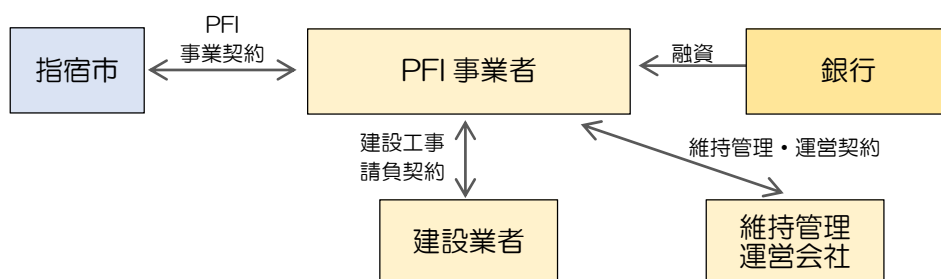 PFI
事業契約
指宿市
PFI 事業者
融資
銀行
建設工事
請負契約
維持管理・運営契約
建設業者
維持管理
運営会社